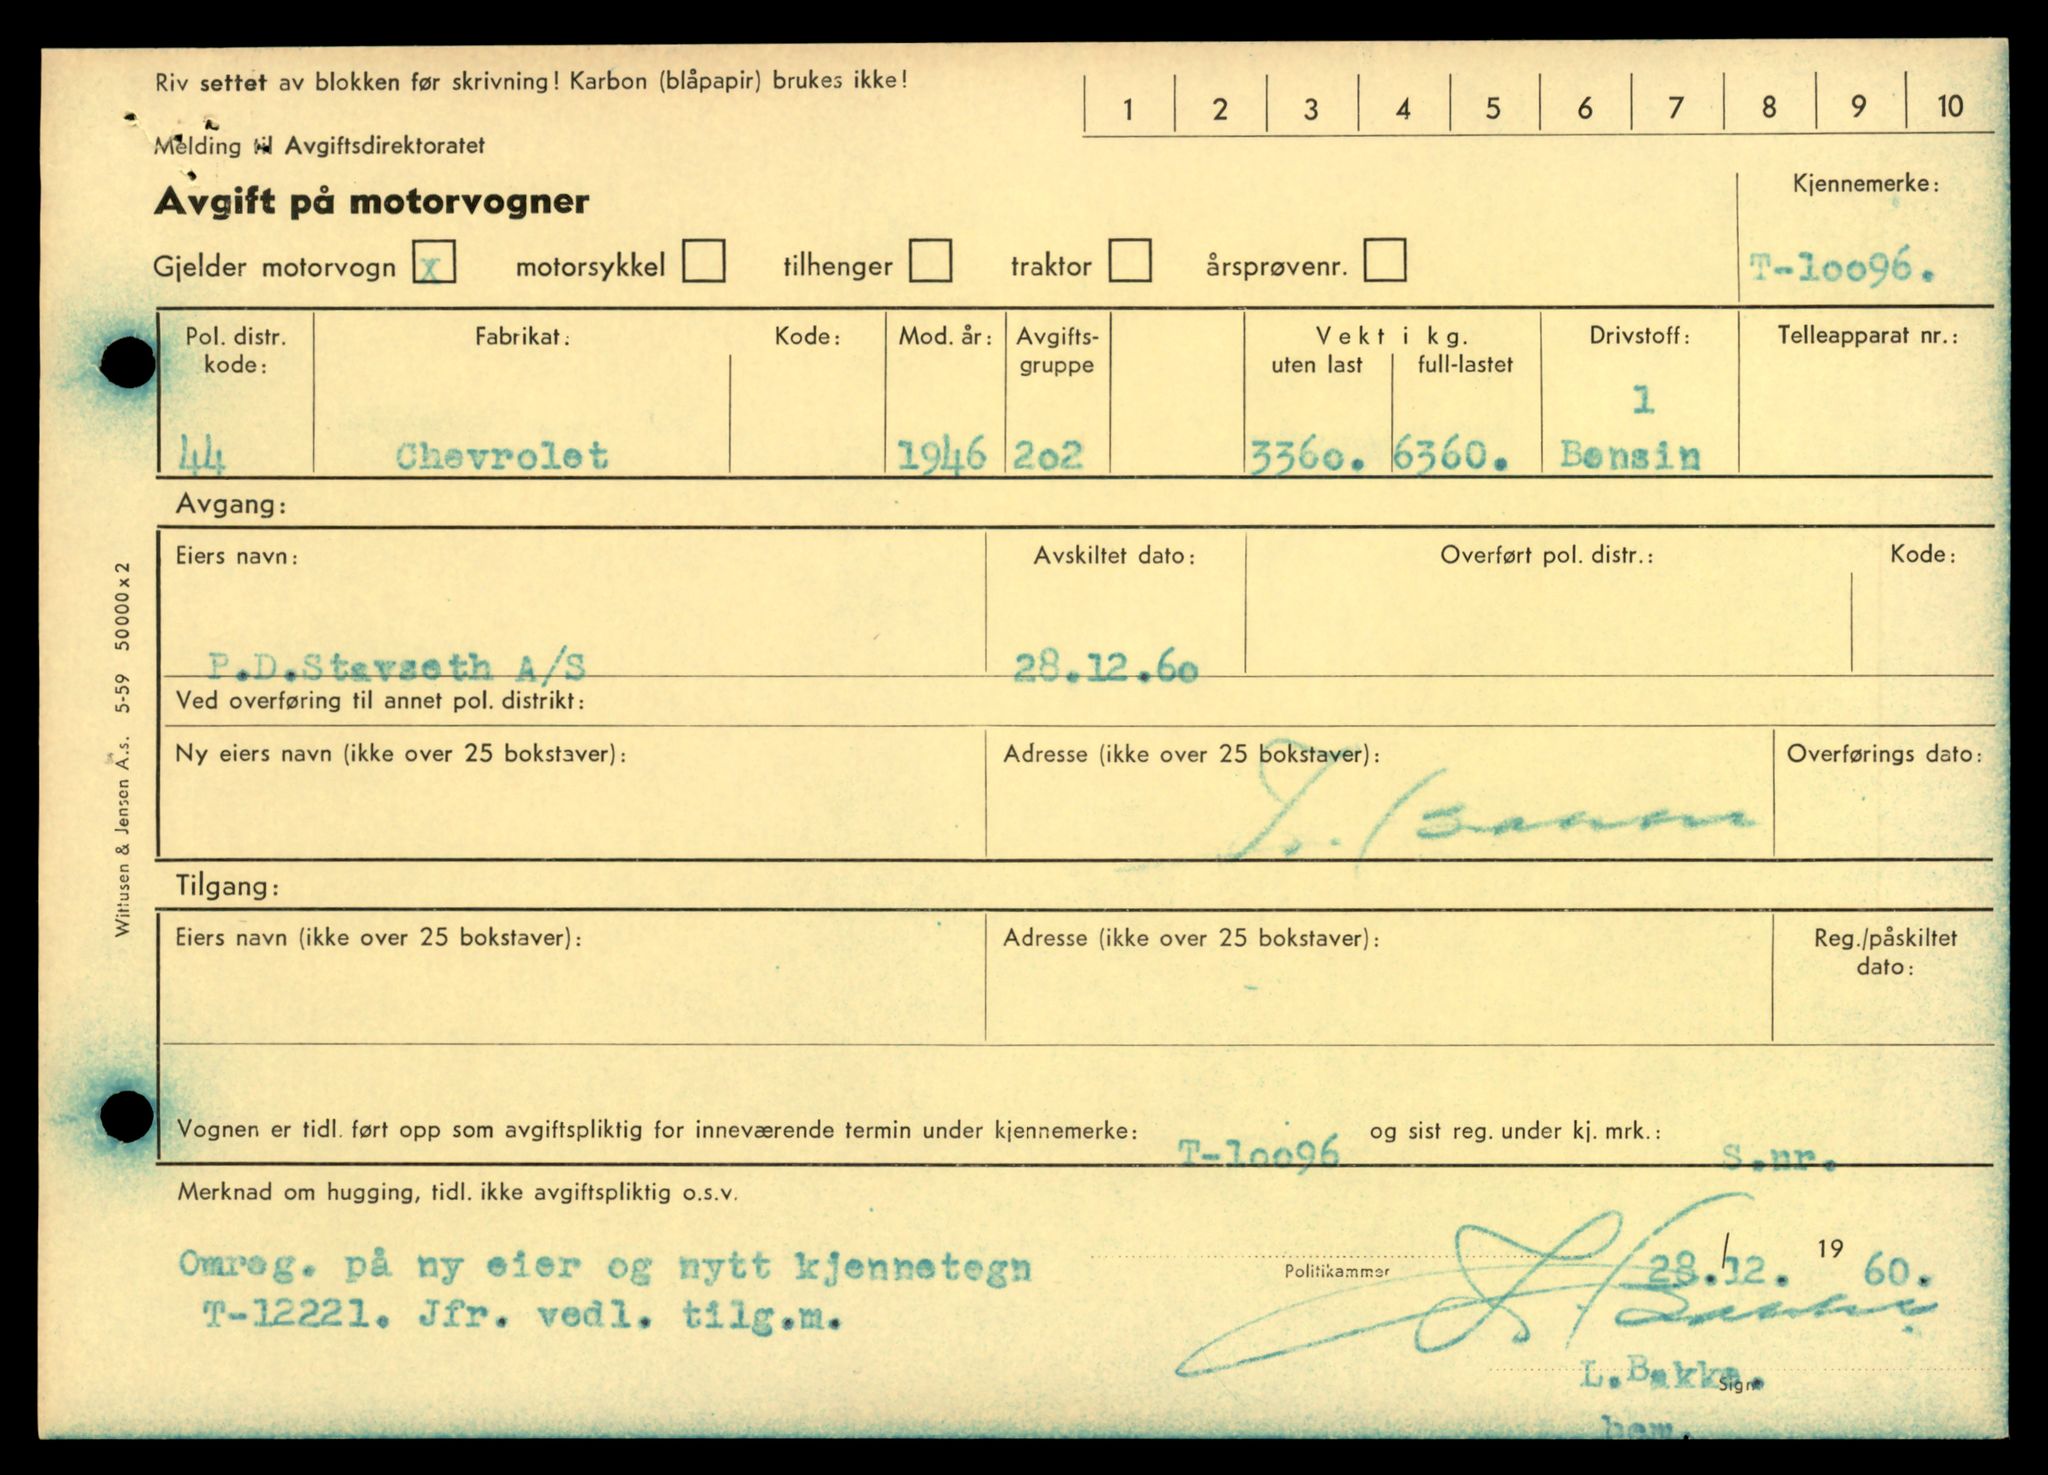 Riv settet av blokken før skrivning! Karbon (blåpapir) brukes ikke!
1 2 3 4 5 6 7 8 9 10
Melding til Avgiftsdirektoratet
Avgift på motorvogner
Kjennemerke:
Gjelder motorvogn X motorsykkel tilhenger traktor årsprøvenr.
T-10096.
Pol. distr. kode: Fabrikat: Kode: Mod. år: Avgifts-gruppe Vekt i kg. uten last full-lastet Drivstoff: Telleapparat nr.:
1
44 Chevrolet 1946 202 3360. 6360. Bensin
Avgang:
Eiers navn: Avskiltet dato: Overført pol. distr.: Kode:
P.D.Stavseth A/S 28.12.60
Ved overføring til annet pol. distrikt:
Ny eiers navn (ikke over 25 bokstaver): Adresse (ikke over 25 bokstaver): Overførings dato:
Tilgang:
Eiers navn (ikke over 25 bokstaver): Adresse (ikke over 25 bokstaver): Reg./påskiltet dato:
Vognen er tidl. ført opp som avgiftspliktig for inneværende termin under kjennemerke: T-10096 og sist reg. under kj. mrk.: S.nr.
Merknad om hugging, tidl. ikke avgiftspliktig o.s.v.
Omreg. på ny eier og nytt kjennetegn
T-12221. Jfr. vedl. tilg.m.
Politikammer 28./12. 19 60.
L.Bakke.
Sign.
bem.
Wittusen & Jensen A.s. 5-59 50000 x 2